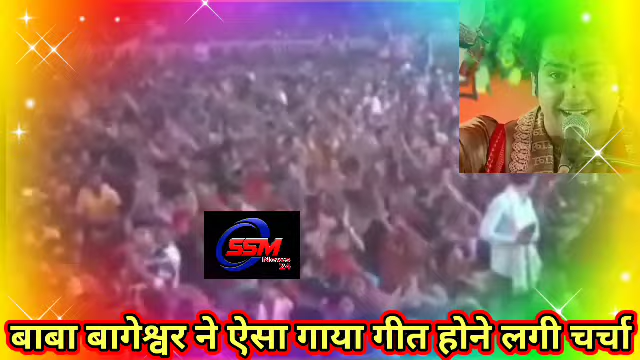 SSM
बाबा बागेश्वर ने ऐसा गाया गीत होने लगी चर्चा